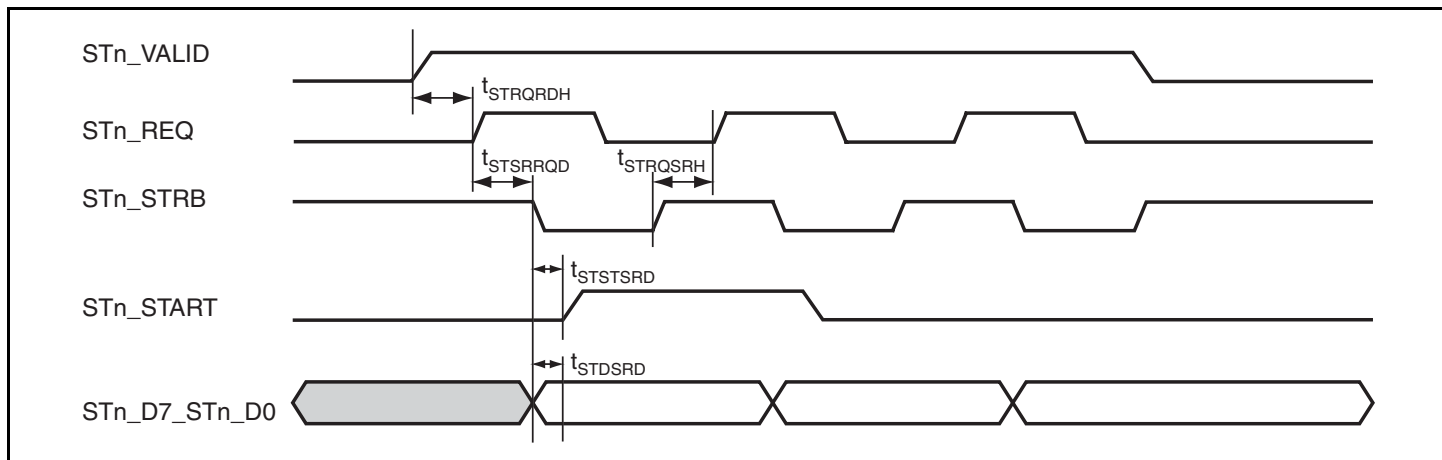 STn_VALID
tSTRQRDH
STn_REQ
tSTSRRQD
tSTRQSRH
STn_STRB
tSTSTSRD
STn_START
tSTDSRD
STn_D7_STn_D0